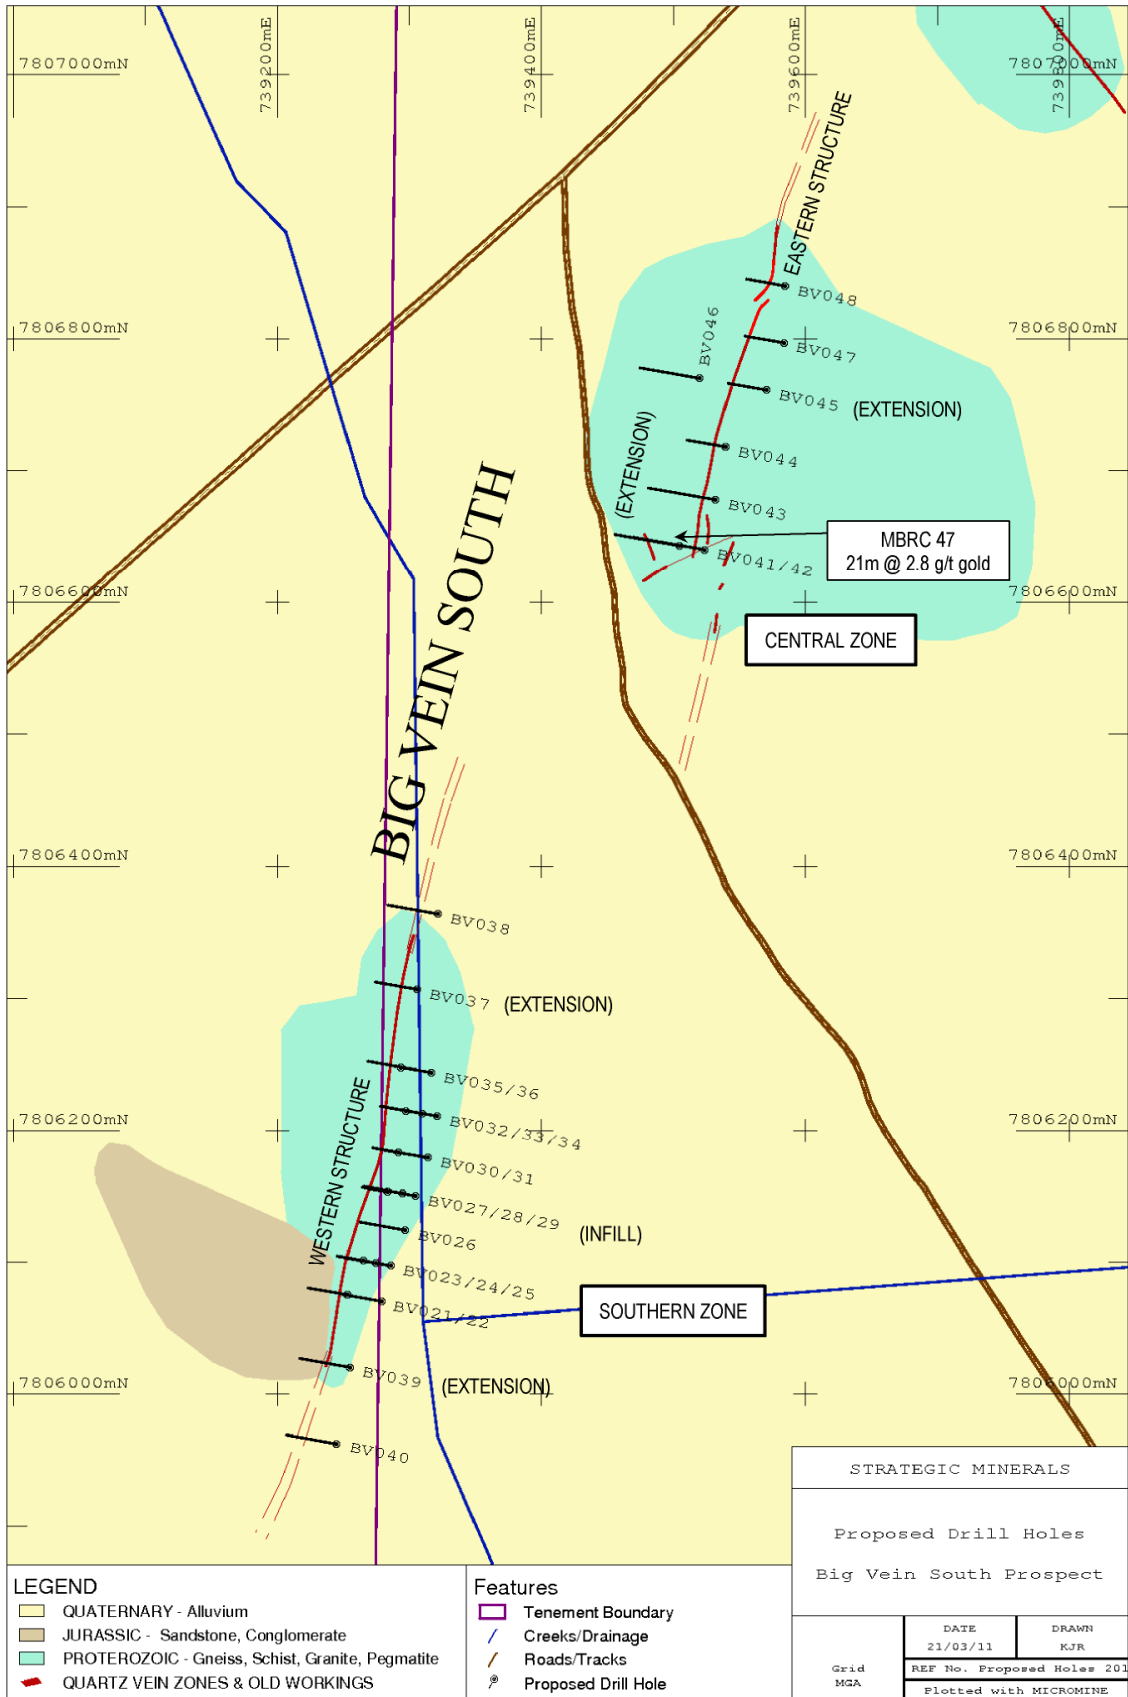 739200mE
739400mE
739600mE
739800mE
7807000mN
7807000mN
EASTERN STRUCTURE
BV048
7806800mN
7806800mN
BV046
BV047
BV045
(EXTENSION)
(EXTENSION)
BV044
BV043
MBRC 47
21m @ 2.8 g/t gold
BV041/42
7806600mN
7806600mN
CENTRAL ZONE
BIG VEIN SOUTH
7806400mN
7806400mN
BV038
BV037
(EXTENSION)
BV035/36
WESTERN STRUCTURE
7806200mN
7806200mN
BV032/33/34
BV030/31
BV027/28/29
(INFILL)
BV026
BV023/24/25
BV021/22
SOUTHERN ZONE
BV039
(EXTENSION)
7806000mN
7806000mN
BV040
STRATEGIC MINERALS
Proposed Drill Holes
Big Vein South Prospect
DATE
21/03/11
DRAWN
KJR
Grid
MGA
REF No. Proposed Holes 201
Plotted with MICROMINE
LEGEND
QUATERNARY - Alluvium
JURASSIC - Sandstone, Conglomerate
PROTEROZOIC - Gneiss, Schist, Granite, Pegmatite
QUARTZ VEIN ZONES & OLD WORKINGS
Features
Tenement Boundary
Creeks/Drainage
Roads/Tracks
Proposed Drill Hole